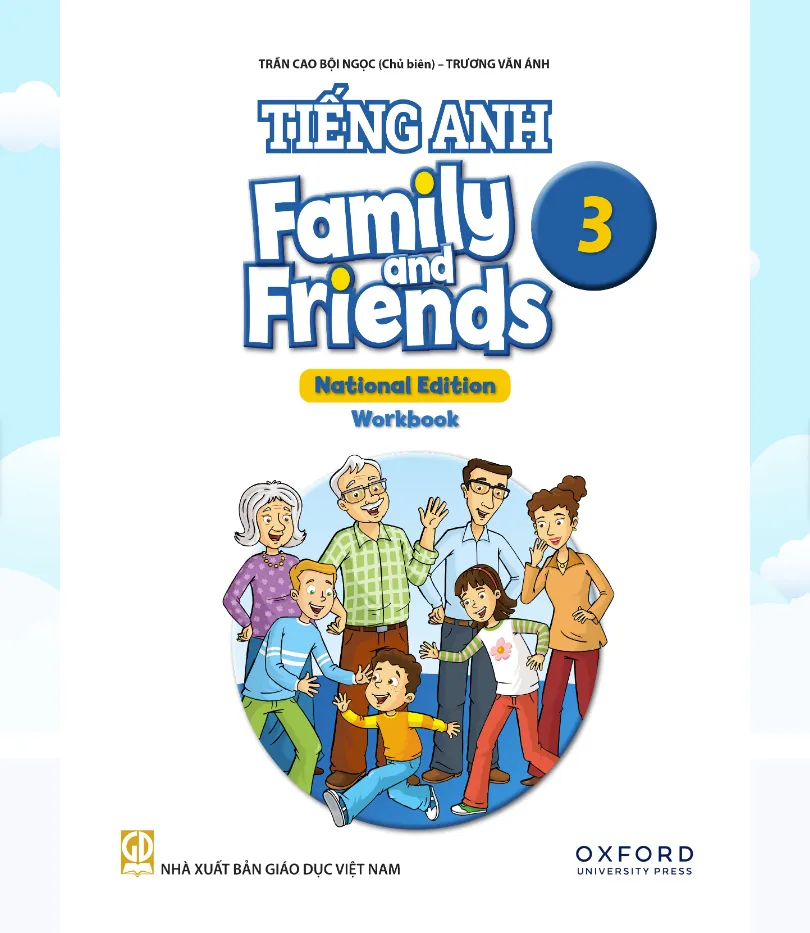 TRẦN CAO BỘI NGỌC (Chủ biên) – TRƯƠNG VĂN ÁNH
TIẾNG ANH
Family
and
Friends
3
National Edition
Workbook
GD
NHÀ XUẤT BẢN GIÁO DỤC VIỆT NAM
OXFORD
UNIVERSITY PRESS